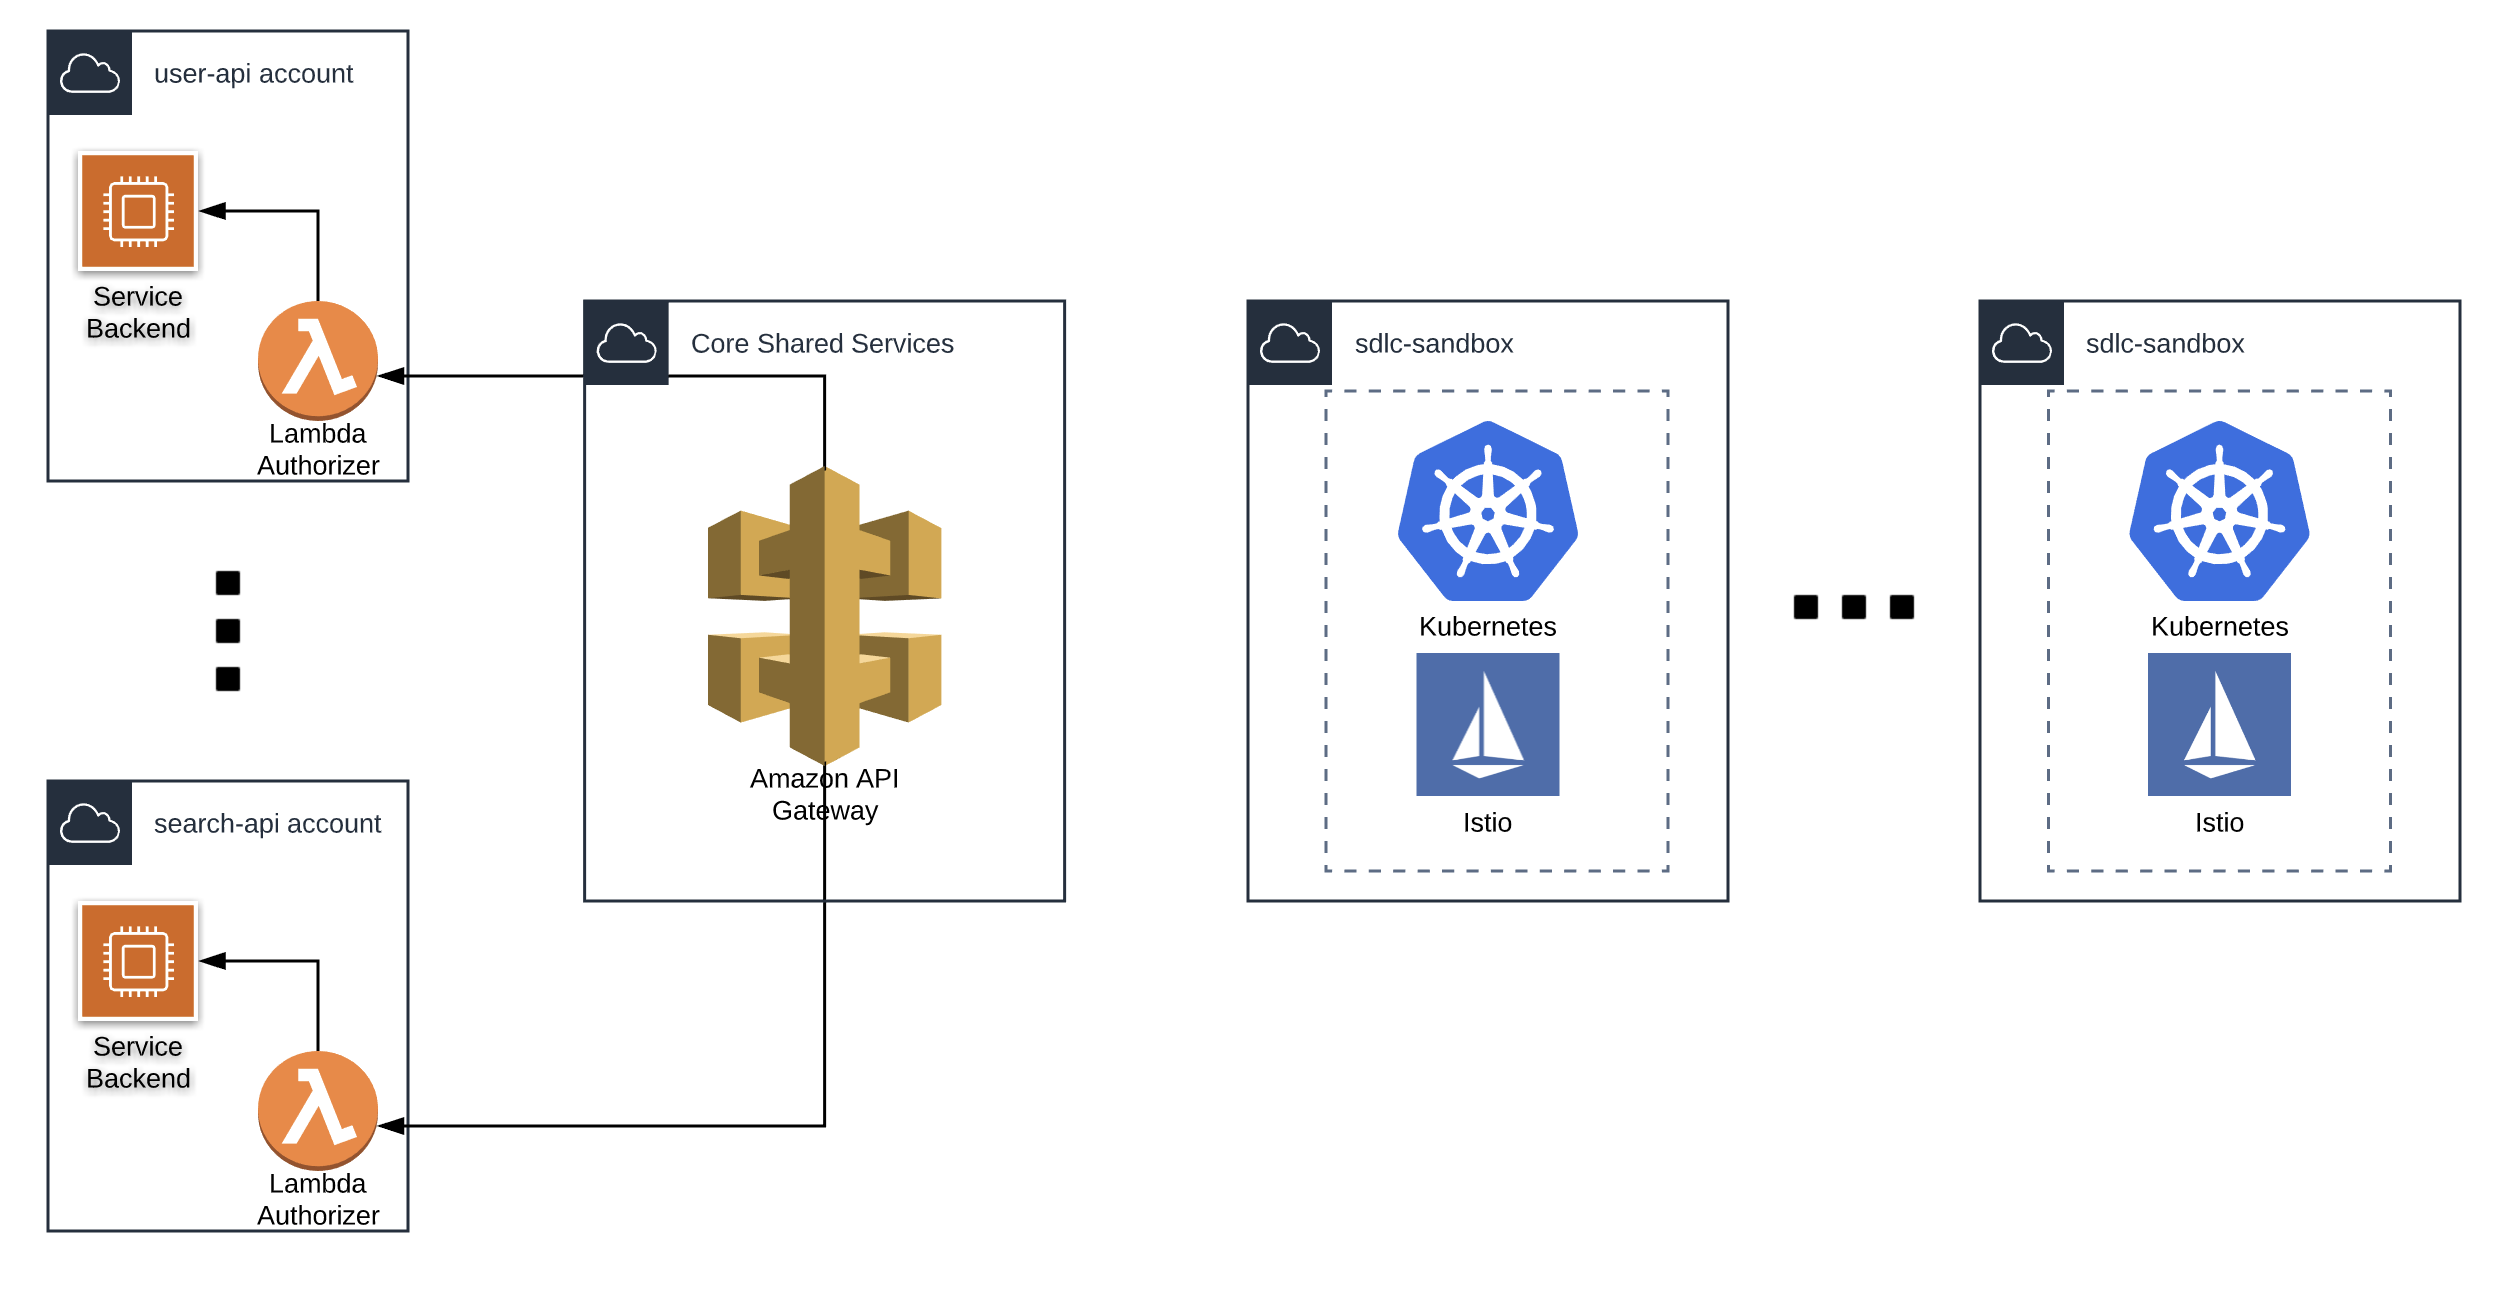 user-api account
Service
Backend
Lambda
Authorizer
Core Shared Services
Amazon API
Gateway
sdlc-sandbox
Kubernetes
Istio
sdlc-sandbox
Kubernetes
Istio
search-api account
Service
Backend
Lambda
Authorizer